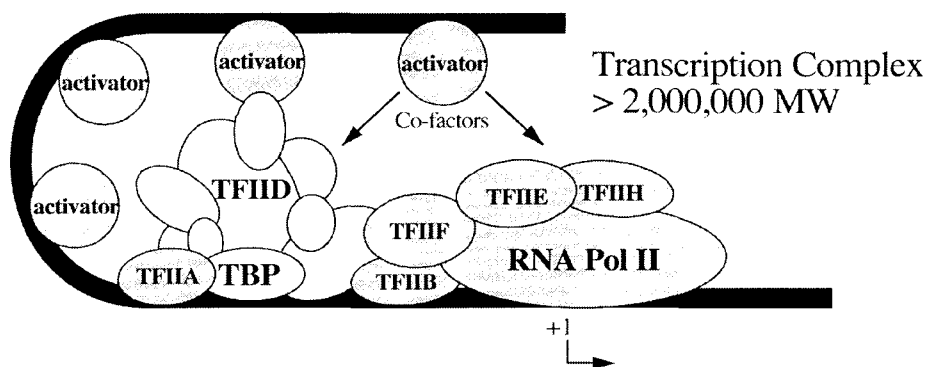 activator
activator
activator
Transcription Complex
> 2,000,000 MW
Co-factors
activator
TFIID
TFIIE
TFIIH
TFIIF
RNA Pol II
TFIIA
TBP
TFIIB
+1